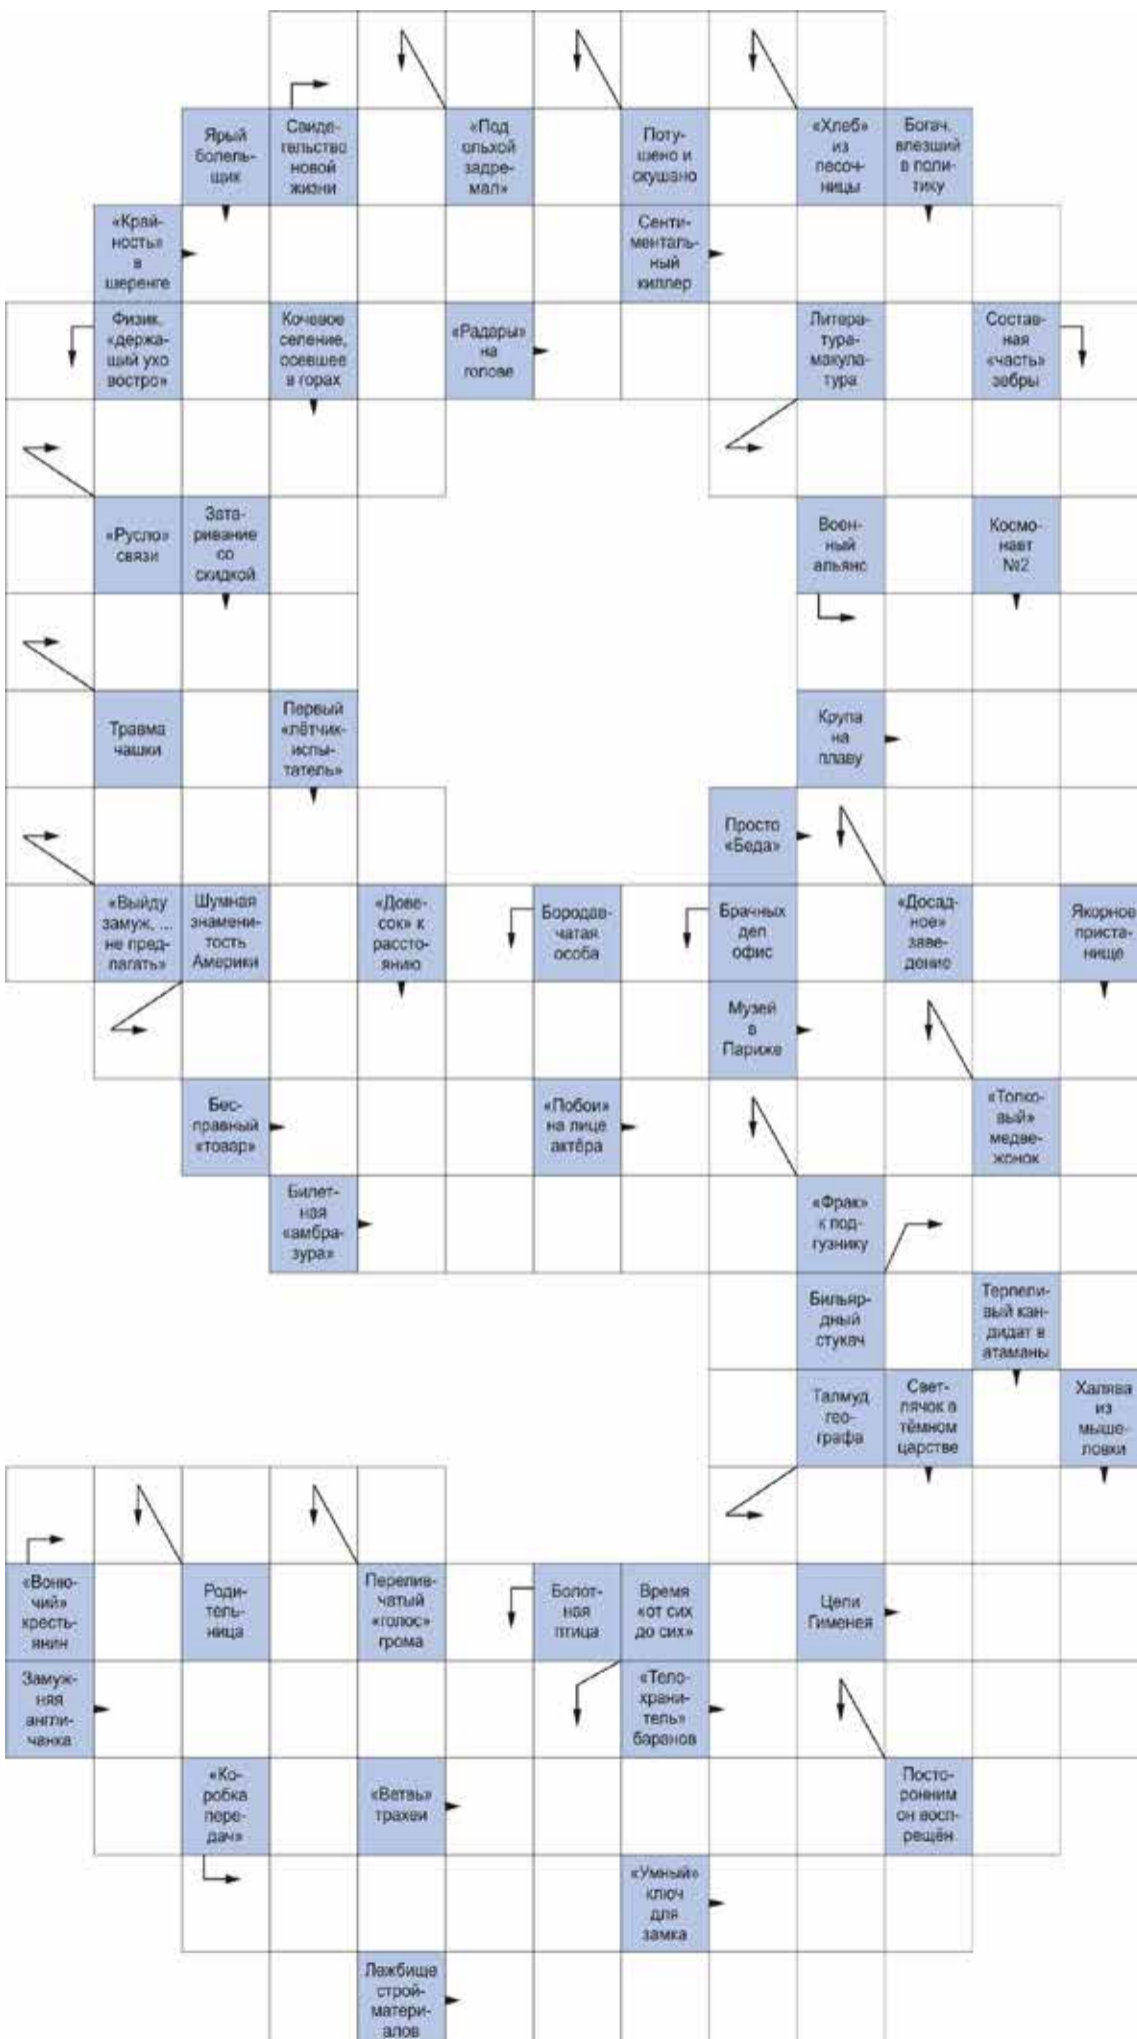 Ярый
болель-
щик
Свиде-
тельство
новой
жизни
«Под
ольхой
задре-
мал»
Поту-
шено и
скушано
«Хлеб»
из
песоч-
ницы
Богач,
влезший
в поли-
тику
«Край-
ность»
в
шеренге
Сенти-
менталь-
ный
киллер
Физик,
«держа-
щий ухо
востро»
Кочевое
селение,
осевшее
в горах
«Радары»
на
голове
Литера-
тура-
макула-
тура
Состав-
ная
«часть»
зебры
«Русло»
связи
Зата-
ривание
со
скидкой
Воен-
ный
альянс
Космо-
навт
№2
Травма
чашки
Первый
«лётчик-
испы-
татель»
Крупа
на
плаву
Просто
«Беда»
«Выйду
замуж, ...
не пред-
лагать»
Шумная
знамени-
тость
Америки
«Дове-
сок» к
рассто-
янию
Бородав-
чатая
особа
Брачных
дел
офис
«Досад-
ное»
заве-
дение
Якорное
приста-
нище
Музей
в
Париже
Бес-
правный
«товар»
«Побои»
на лице
актёра
«Толко-
вый»
медве-
жонок
Билет-
ная
«амбра-
зура»
«Фрак»
к под-
гузнику
Бильяр-
дный
стукач
Терпели-
вый кан-
дидат в
атаманы
Талмуд
гео-
графа
Свет-
лячок в
тёмном
царстве
Халява
из
мыше-
ловки
«Воню-
чий»
кресть-
янин
Роди-
тель-
ница
Перелив-
чатый
«голос»
грома
Болот-
ная
птица
Время
«от сих
до сих»
Цепи
Гименея
Замуж-
няя
англи-
чанка
«Тело-
храни-
тель»
баранов
«Ко-
робка
пере-
дач»
«Ветвь»
трахеи
Посто-
ронним
он восп-
рещён
«Умный»
ключ
для
замка
Лежбище
строй-
матери-
алов